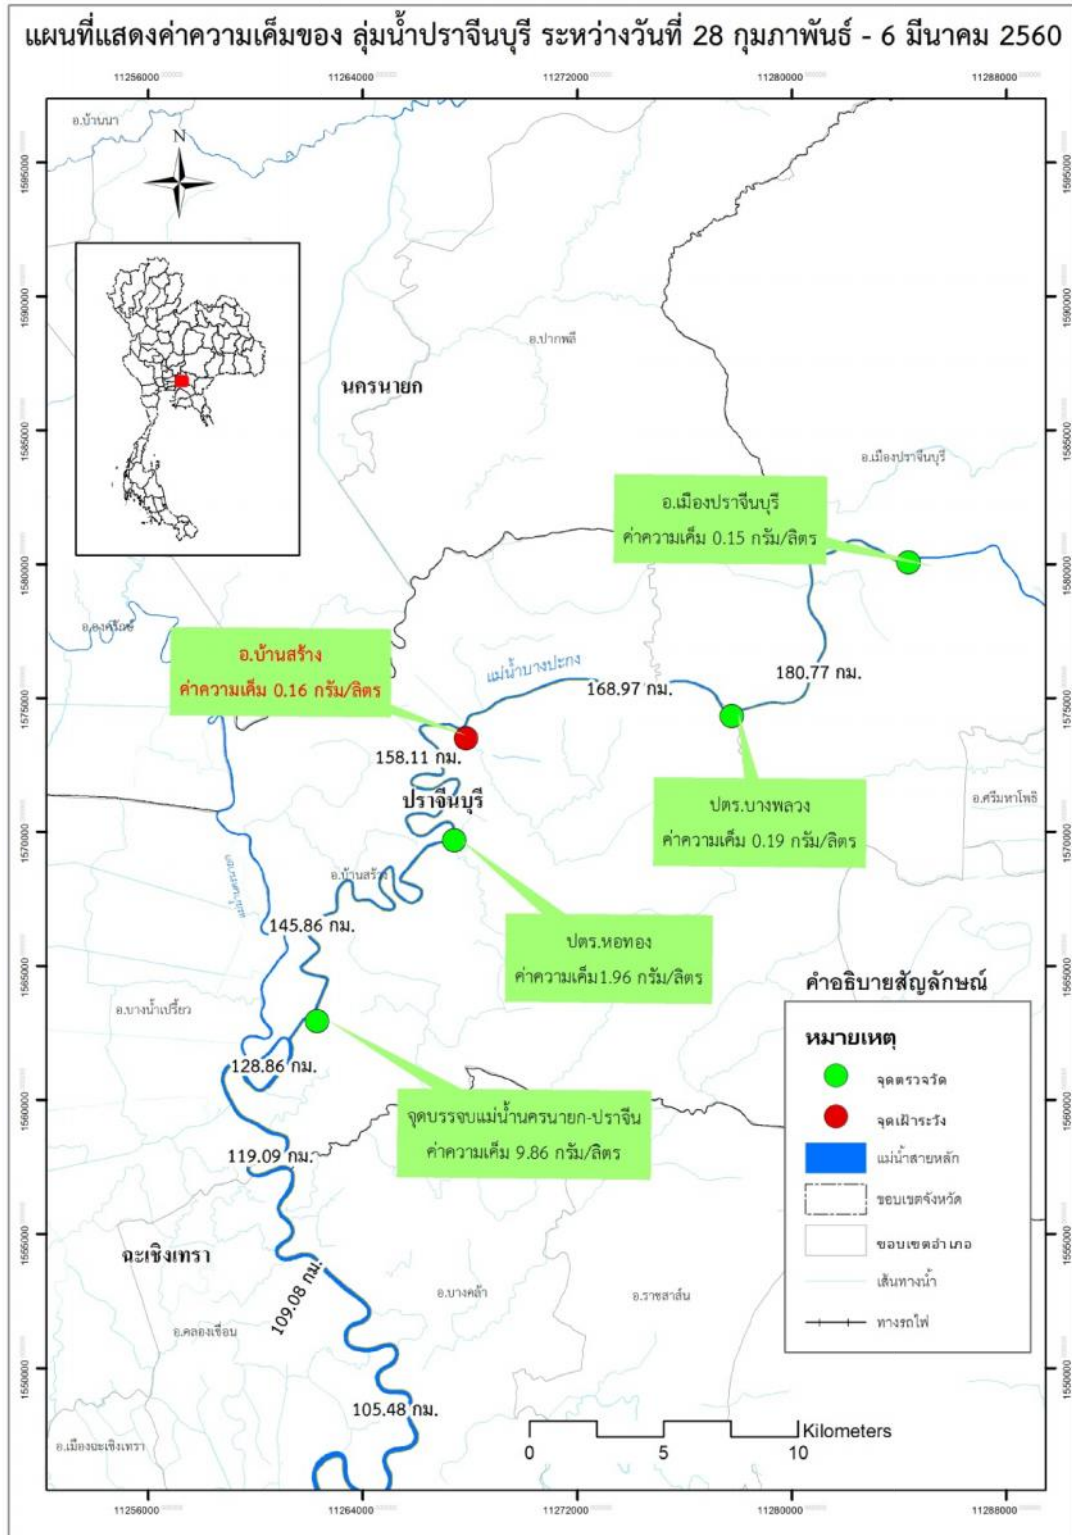 แผนที่แสดงค่าความเค็มของ ลุ่มน้ำปราจีนบุรี ระหว่างวันที่ 28 กุมภาพันธ์ - 6 มีนาคม 2560
11256000
11264000
11272000
11280000
11288000
อ.บ้านนา
N
1595000
1595000
1590000
1590000
อ.ปากพลี
นครนายก
1585000
1585000
อ.เมืองปราจีนบุรี
อ.เมืองปราจีนบุรี
ค่าความเค็ม 0.15 กรัม/ลิตร
1580000
1580000
อ.องครักษ์
อ.บ้านสร้าง
ค่าความเค็ม 0.16 กรัม/ลิตร
แม่น้ำบางปะกง
168.97 กม.
180.77 กม.
1575000
1575000
158.11 กม.
ปราจีนบุรี
ปตร.บางพลวง
ค่าความเค็ม 0.19 กรัม/ลิตร
อ.ศรีมหาโพธิ
1570000
1570000
อ.บ้านสร้าง
145.86 กม.
ปตร.หอทอง
ค่าความเค็ม1.96 กรัม/ลิตร
1565000
1565000
อ.บางน้ำเปรี้ยว
128.86 กม.
จุดบรรจบแม่น้ำนครนายก-ปราจีน
ค่าความเค็ม 9.86 กรัม/ลิตร
1560000
1560000
119.09 กม.
ฉะเชิงเทรา
1555000
1555000
109.08 กม.
อ.บางคล้า
อ.ราชสาส์น
อ.คลองเขื่อน
1550000
1550000
105.48 กม.
อ.เมืองฉะเชิงเทรา
คำอธิบายสัญลักษณ์
หมายเหตุ
จุดตรวจวัด
จุดเฝ้าระวัง
แม่น้ำสายหลัก
ขอบเขตจังหวัด
ขอบเขตอำเภอ
เส้นทางน้ำ
ทางรถไฟ
Kilometers
0
5
10
11256000
11264000
11272000
11280000
11288000